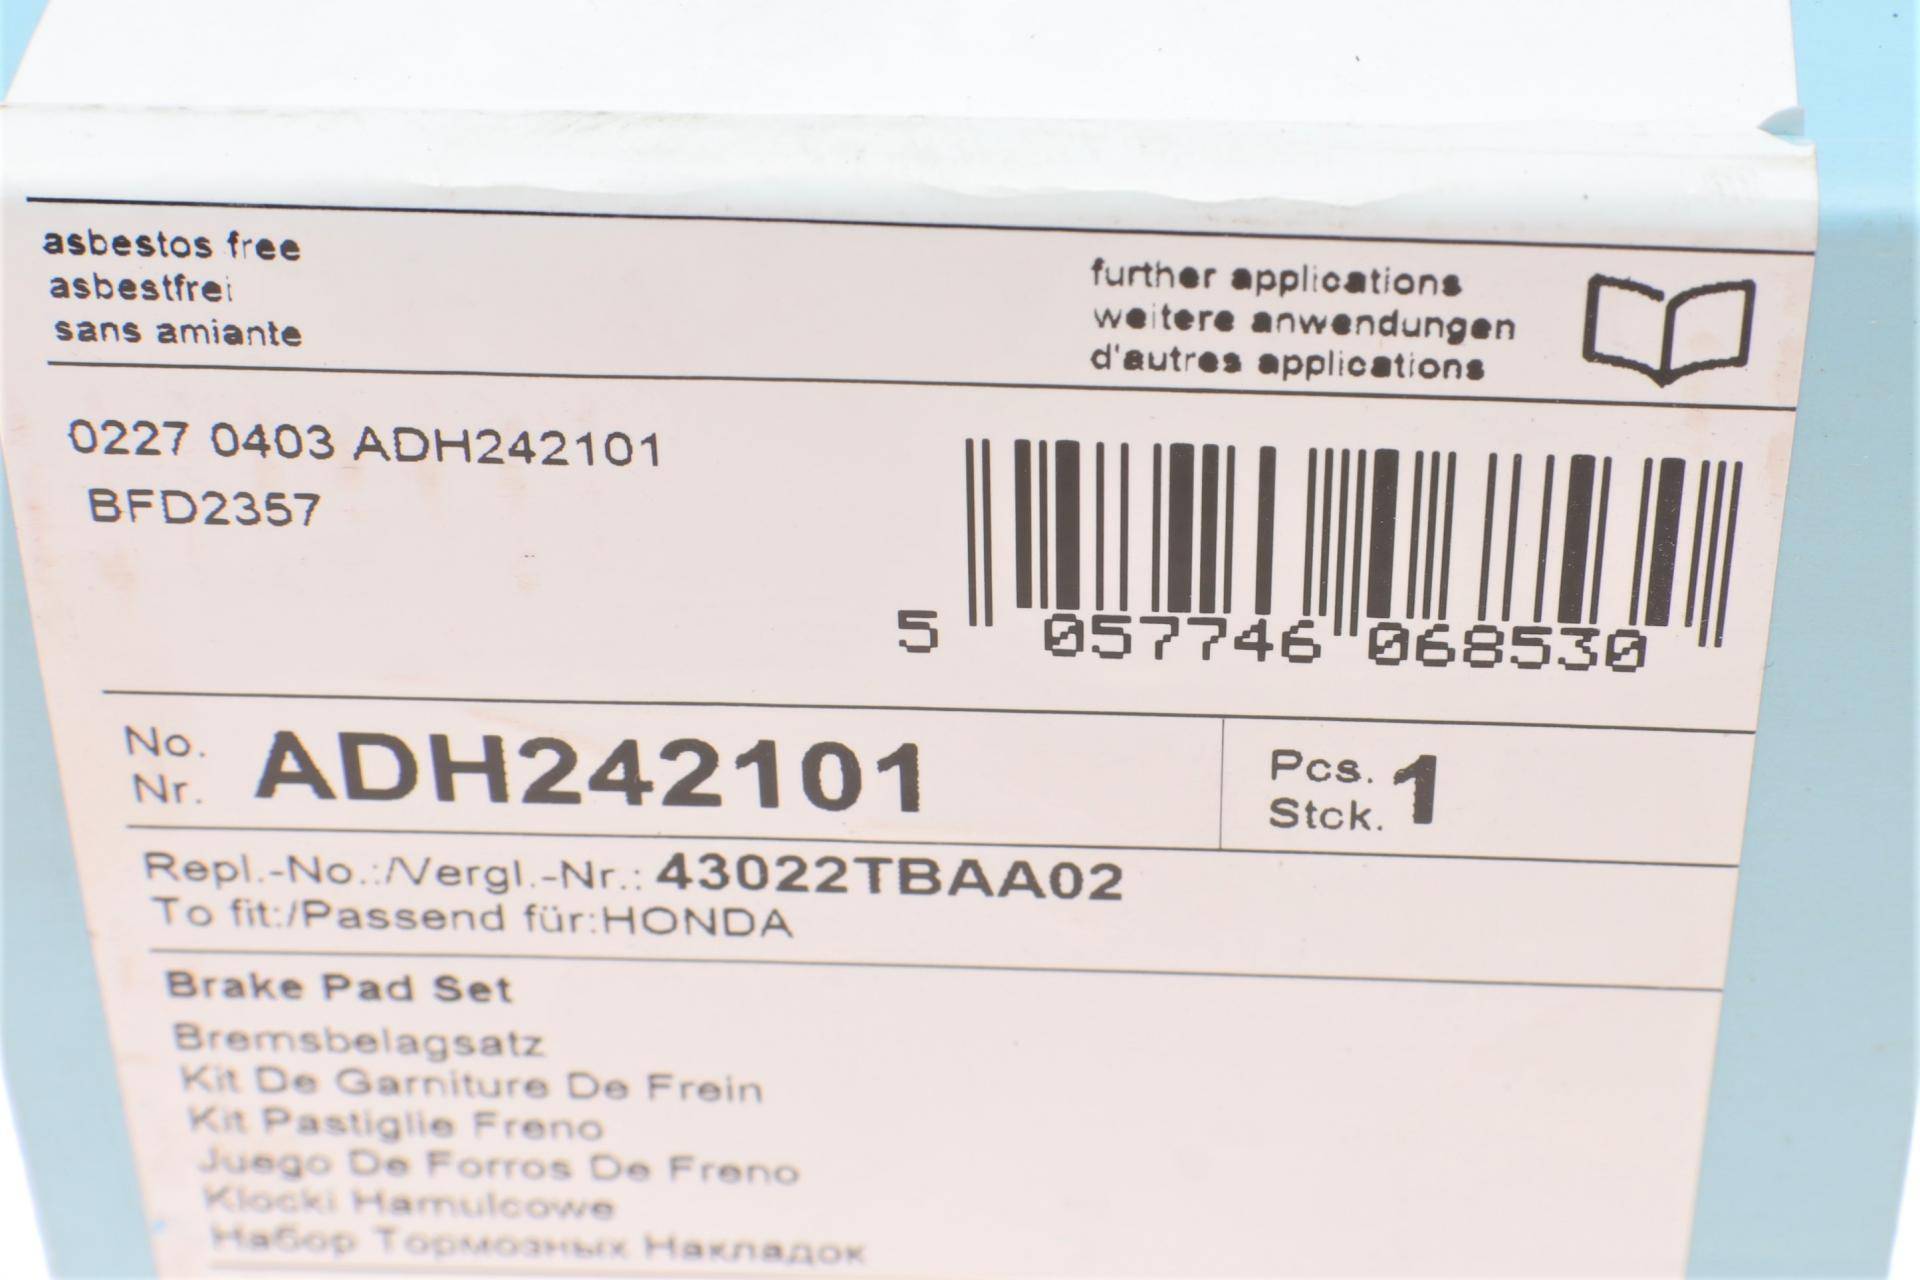 asbestos free
asbestfrei
sans amiante
further applications
weitere anwendungen
d'autres applications
0227 0403 ADH242101
BFD2357
5 057746 068530
No.
Nr. ADH242101
Pcs.
Stck. 1
Repl.-No.:/Vergl.-Nr.: 43022TBAA02
To fit:/Passend für:HONDA
Brake Pad Set
Bremsbelagsatz
Kit De Garniture De Frein
Kit Pastiglie Freno
Juego De Forros De Freno
Klocki Hamulcowe
Набор Тормозных Накладок